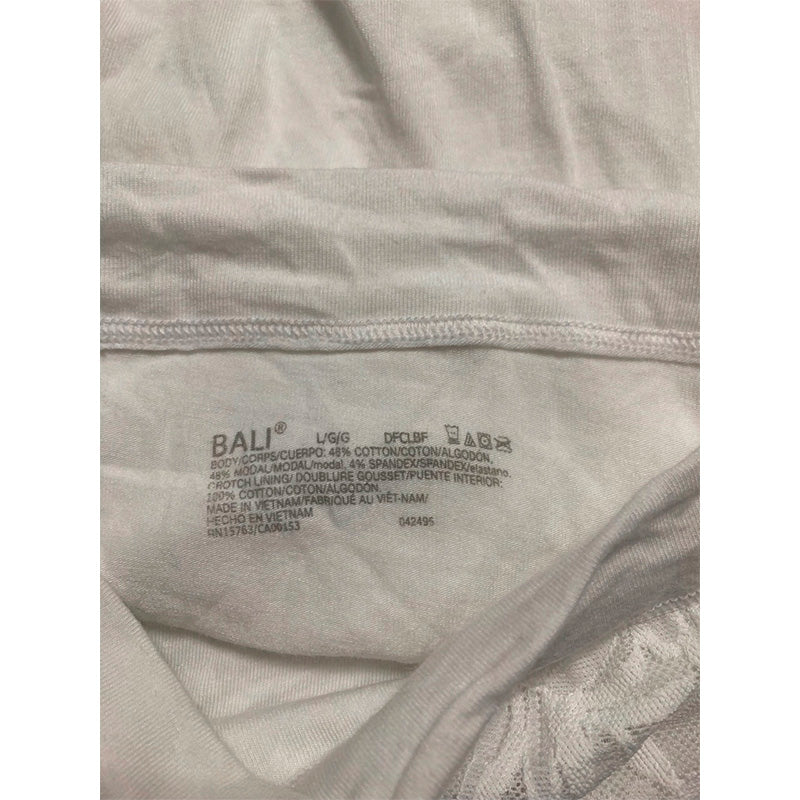 BALI® L/G/G DFCLBF
BODY/CORPS/CUERPO: 48% COTTON/COTON/ALGODON,
48% MODAL/MODAL/modal, 4% SPANDEX/SPANDEX/elastano.
CROTCH LINING/ DOUBLURE GOUSSET/PUENTE INTERIOR:
100% COTTON/COTON/ALGODÓN
MADE IN VIETNAM/FABRIQUÉ AU VIÊT-NAM/
HECHO EN VIETNAM 042495
RN15763/CA00153